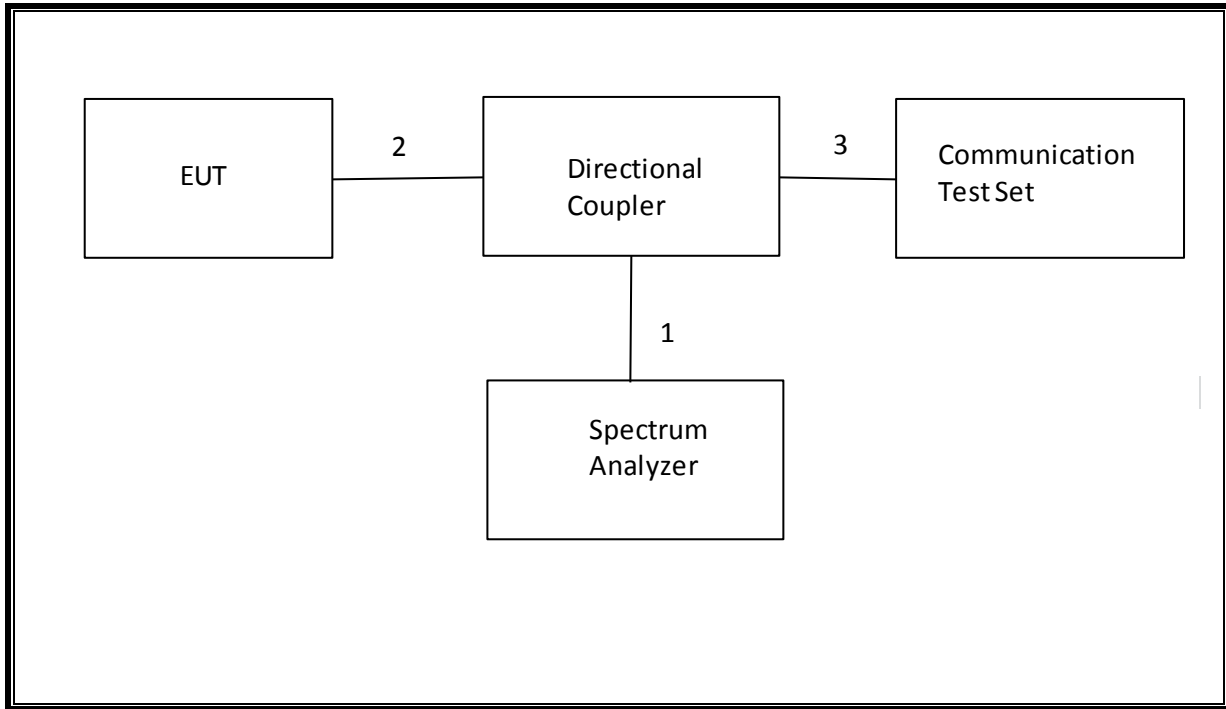 EUT
2
Directional
Coupler
3
Communication
Test Set
1
Spectrum
Analyzer